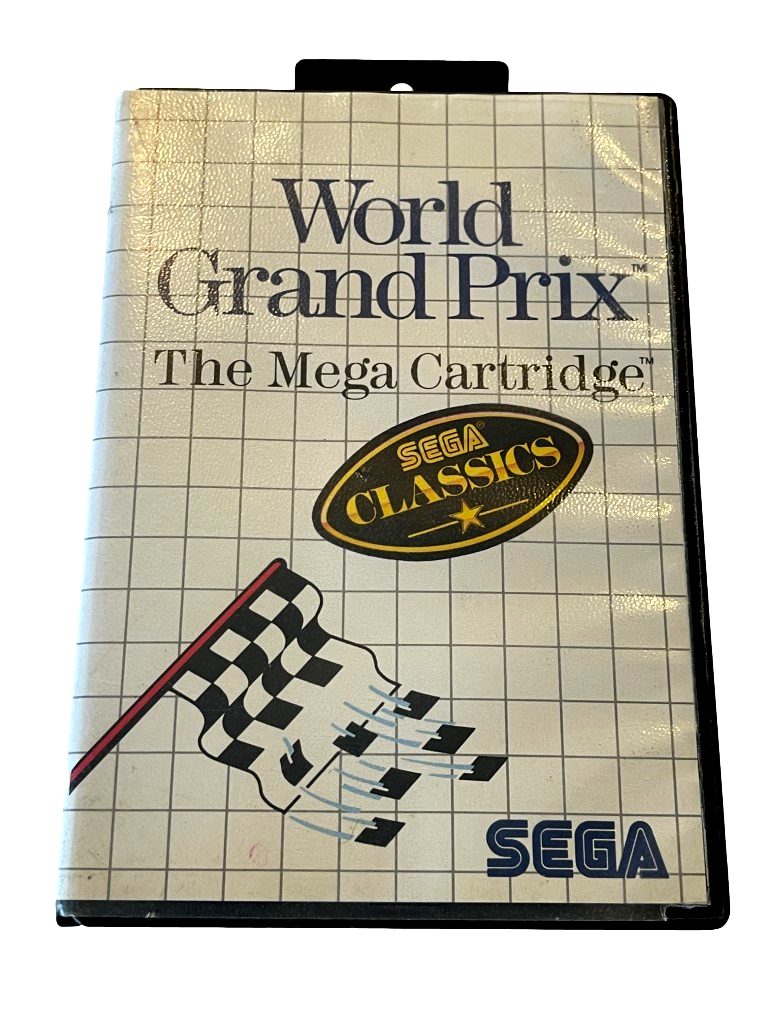 World
Grand Prix™
The Mega Cartridge™
SEGA®
CLASSICS
SEGA